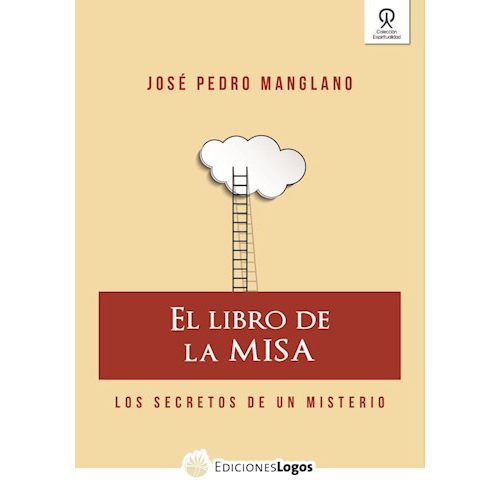 Colección
Espiritualidad
JOSÉ PEDRO MANGLANO
EL LIBRO DE
LA MISA
LOS SECRETOS DE UN MISTERIO
EDICIONESLogos